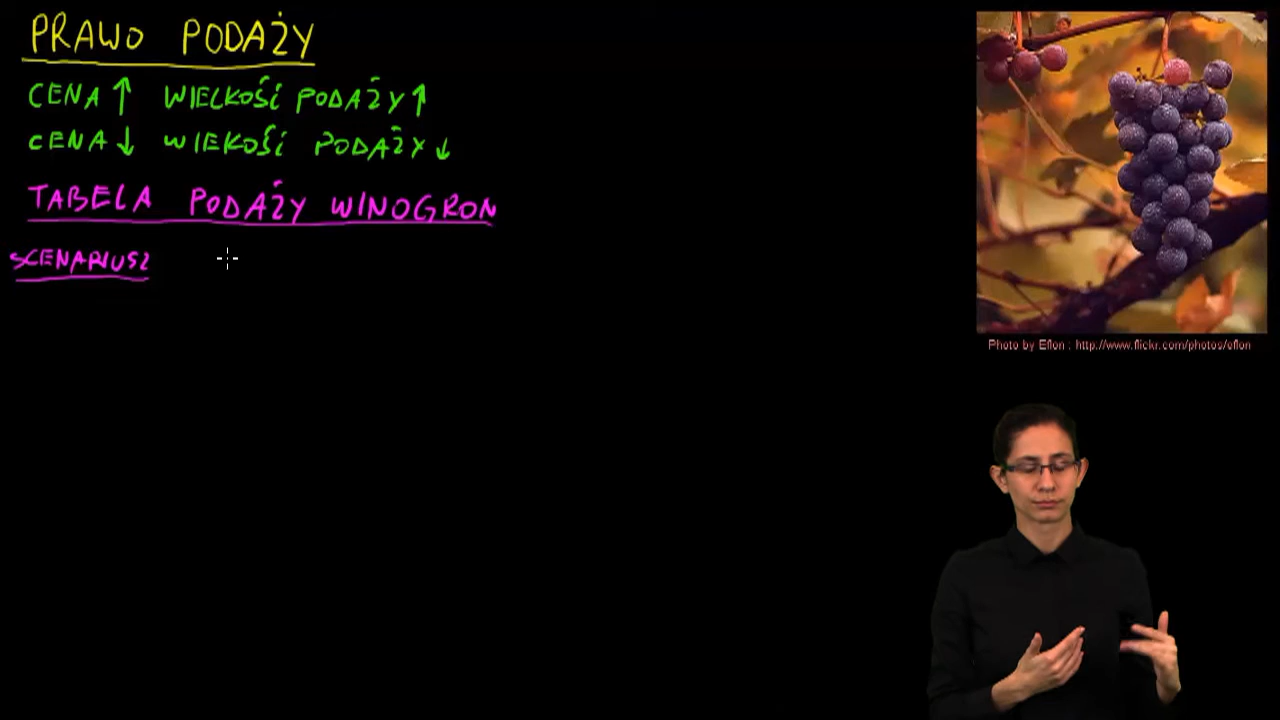 PRAWO PODAŻY
CENA ↑ WIELKOŚĆ PODAŻY ↑
CENA ↓ WIEKOŚĆ PODAŻY ↓
TABELA PODAŻY WINOGRON
SCENARIUSZ
Photo by Eflon : http://www.flickr.com/photos/eflon